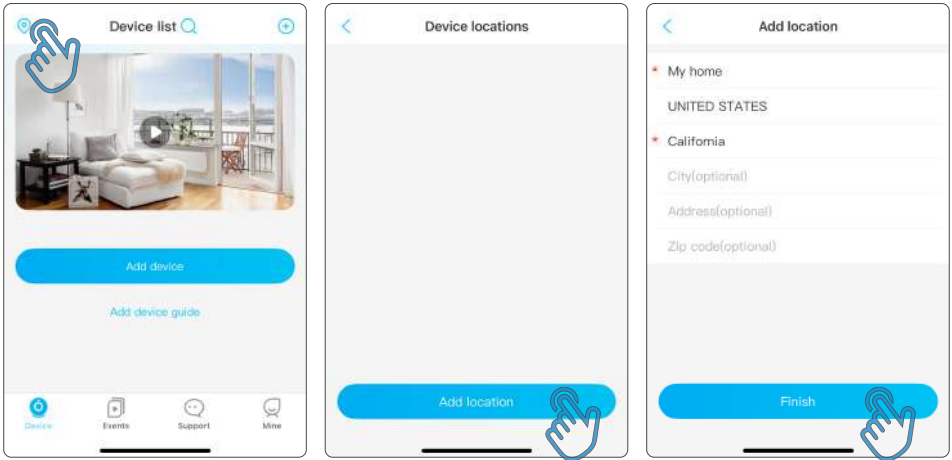 Device list
Add device
Add device guide
Device
Events
Support
Mine
Device locations
Add location
Add location
* My home
UNITED STATES
* California
City(optional)
Address(optional)
Zip code(optional)
Finish